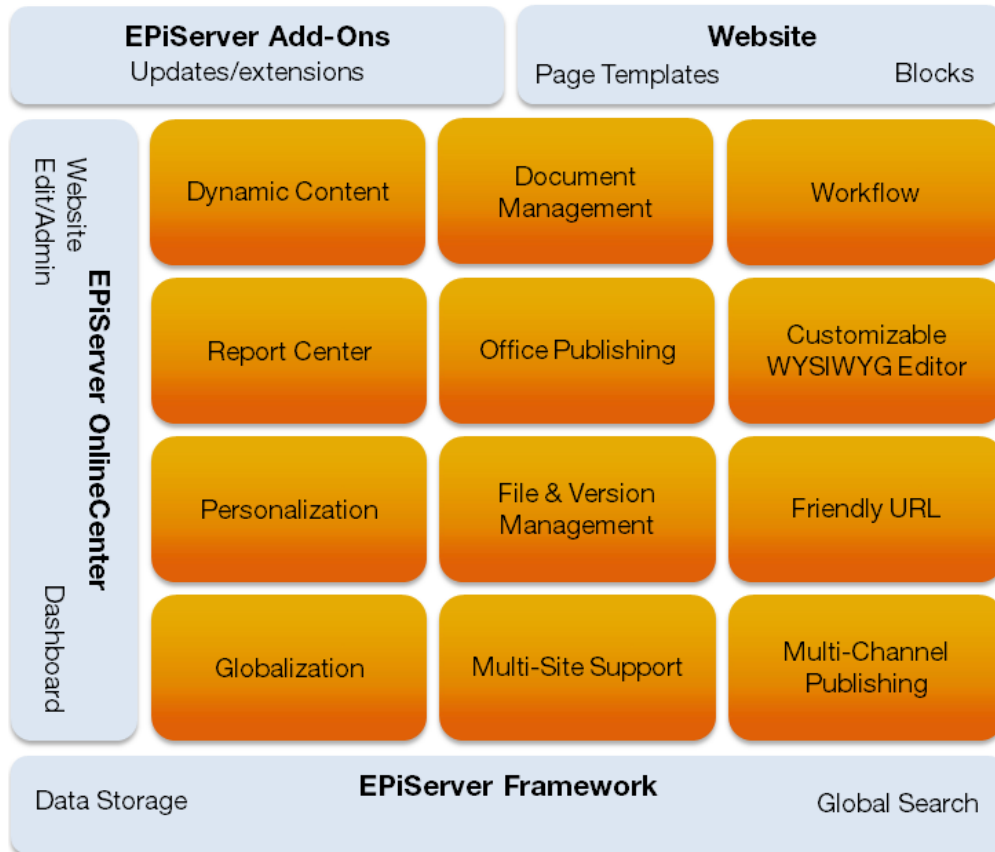 EPiServer Add-Ons
Updates/extensions
Website
Page Templates
Blocks
Website
Edit/Admin
EPiServer OnlineCenter
Dashboard
Dynamic Content
Document
Management
Workflow
Report Center
Office Publishing
Customizable
WYSIWYG Editor
Personalization
File & Version
Management
Friendly URL
Globalization
Multi-Site Support
Multi-Channel
Publishing
EPiServer Framework
Data Storage
Global Search